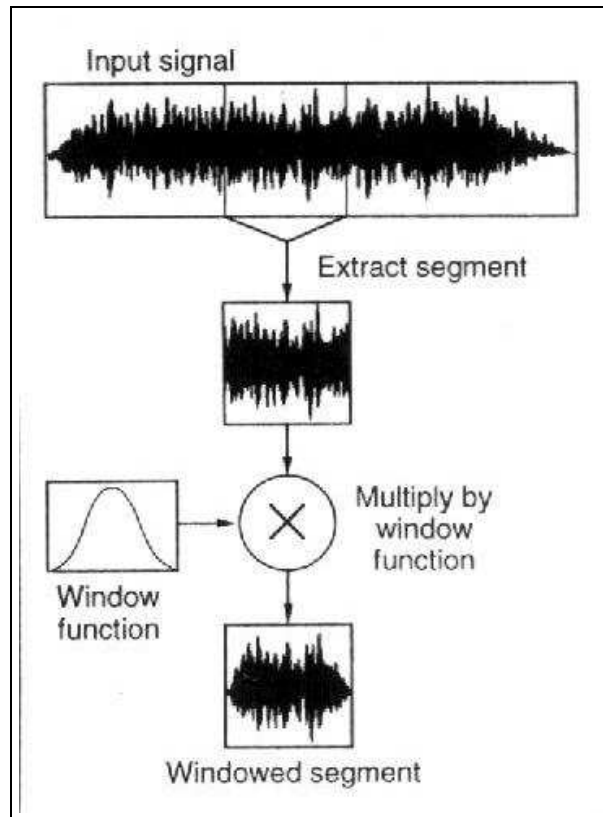 Input signal
Extract segment
Multiply by
window
function
Window
function
Windowed segment